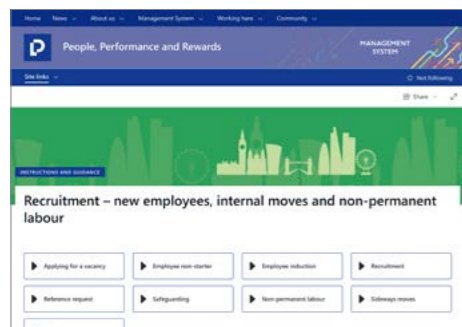 Home News About us Management System Working here Community
People, Performance and Rewards
MANAGEMENT
SYSTEM
Site links
Not following
Share
INSTRUCTIONS AND GUIDANCE
Recruitment – new employees, internal moves and non-permanent
labour
Applying for a vacancy Employee non-starter Employee induction Recruitment
Reference request Safeguarding Non-permanent labour Sideways moves